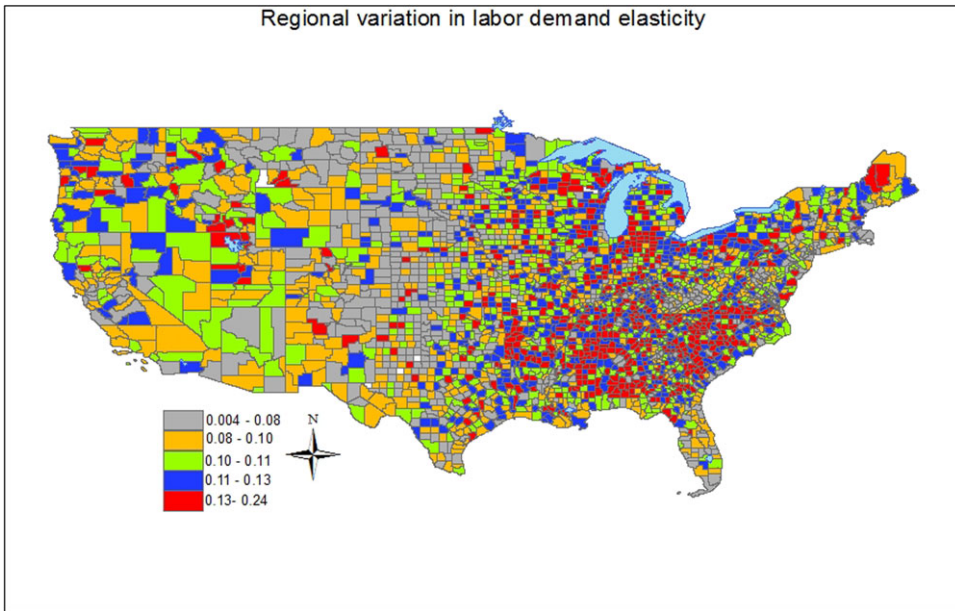 Regional variation in labor demand elasticity
N
0.004 - 0.08
0.08 - 0.10
0.10 - 0.11
0.11 - 0.13
0.13- 0.24